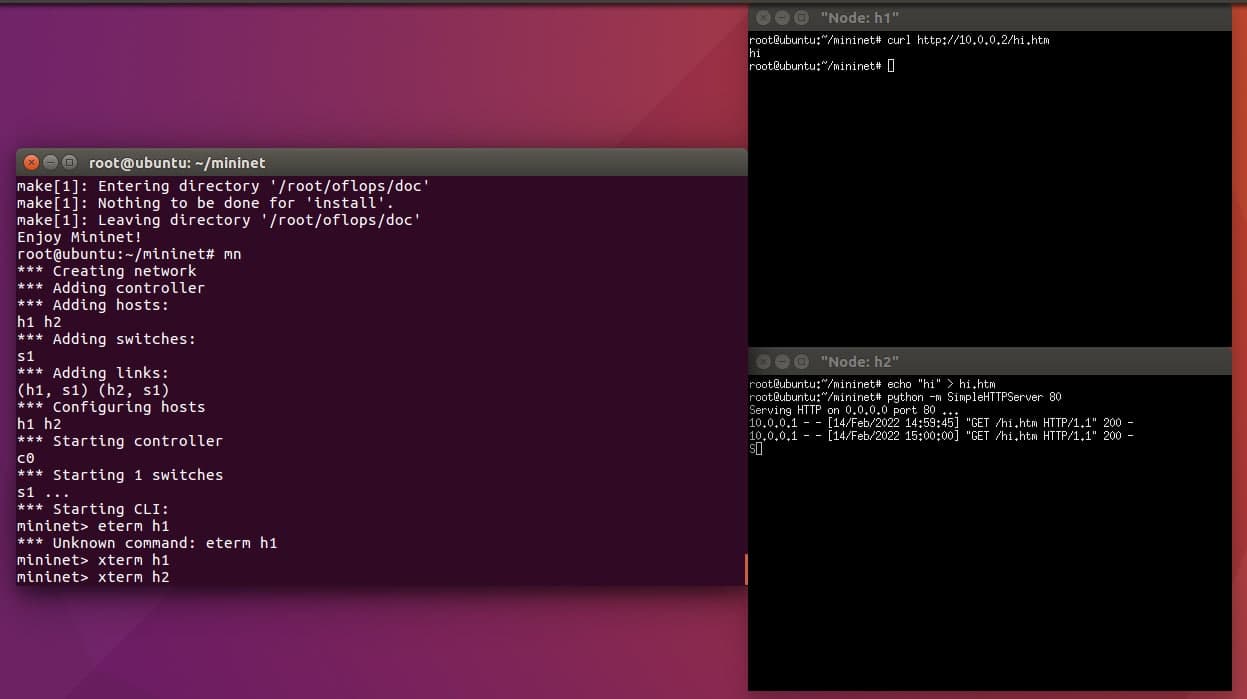 root@ubuntu: ~/mininet
make[1]: Entering directory '/root/oflops/doc'
make[1]: Nothing to be done for 'install'.
make[1]: Leaving directory '/root/oflops/doc'
Enjoy Mininet!
root@ubuntu:~/mininet# mn
*** Creating network
*** Adding controller
*** Adding hosts:
h1 h2
*** Adding switches:
s1
*** Adding links:
(h1, s1) (h2, s1)
*** Configuring hosts
h1 h2
*** Starting controller
c0
*** Starting 1 switches
s1 ...
*** Starting CLI:
mininet> eterm h1
*** Unknown command: eterm h1
mininet> xterm h1
mininet> xterm h2
"Node: h1"
root@ubuntu:~/mininet# curl http://10.0.0.2/hi.htm
hi
root@ubuntu:~/mininet#
"Node: h2"
root@ubuntu:~/mininet# echo "hi" > hi.htm
root@ubuntu:~/mininet# python -m SimpleHTTPServer 80
Serving HTTP on 0.0.0.0 port 80 ...
10.0.0.1 - - [14/Feb/2022 14:59:45] "GET /hi.htm HTTP/1.1" 200 -
10.0.0.1 - - [14/Feb/2022 15:00:00] "GET /hi.htm HTTP/1.1" 200 -
S